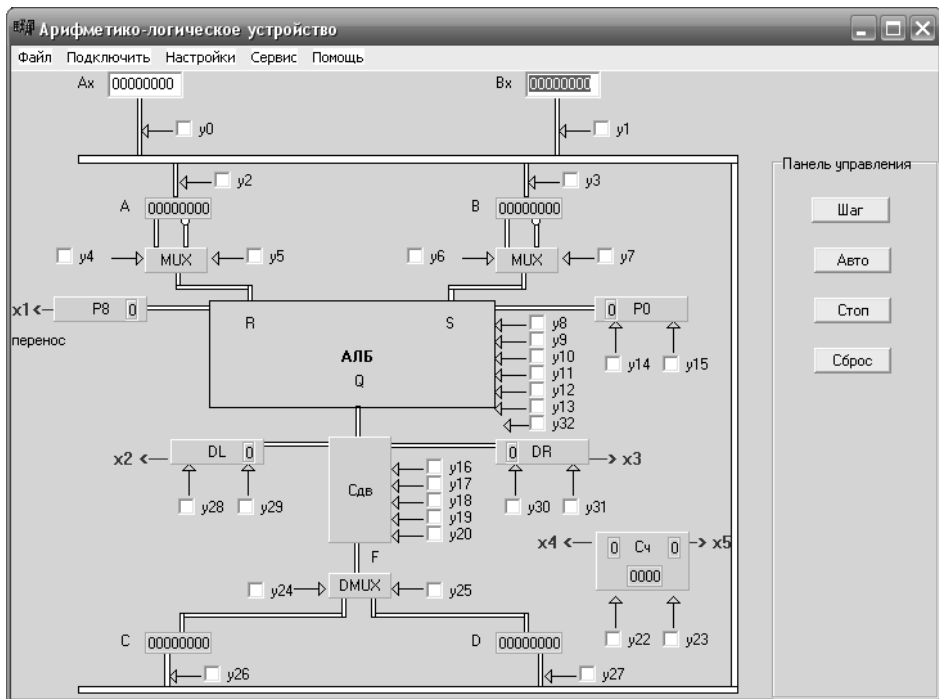 Арифметико-логическое устройство
Файл Подключить Настройки Сервис Помощь
Ax 00000000 Bx 00000000
y0 y1
Панель управления
y2 y3
A 00000000 B 00000000
Шаг
y4 MUX y5 y6 MUX y7
Авто
x1 P8 0 0 P0
Стоп
R S y8
перенос
y9
АЛБ y10
Q y11
y14 y15
Сброс
y12
y13
y32
x2 DL 0 0 DR x3
y16
y17
Сдв y18
y28 y29 y30 y31
y19
y20
x4 0 Сч 0 x5
0000
F
y24 DMUX y25
C 00000000 D 00000000
y22 y23
y26 y27